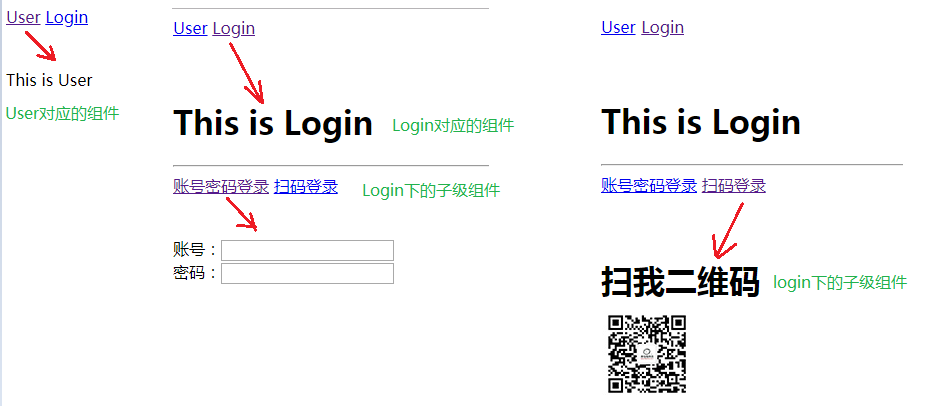 User Login
This is User
User对应的组件
User Login
This is Login
Login对应的组件
账号密码登录 扫码登录
Login下的子级组件
账号：
密码：
User Login
This is Login
账号密码登录 扫码登录
扫我二维码
login下的子级组件